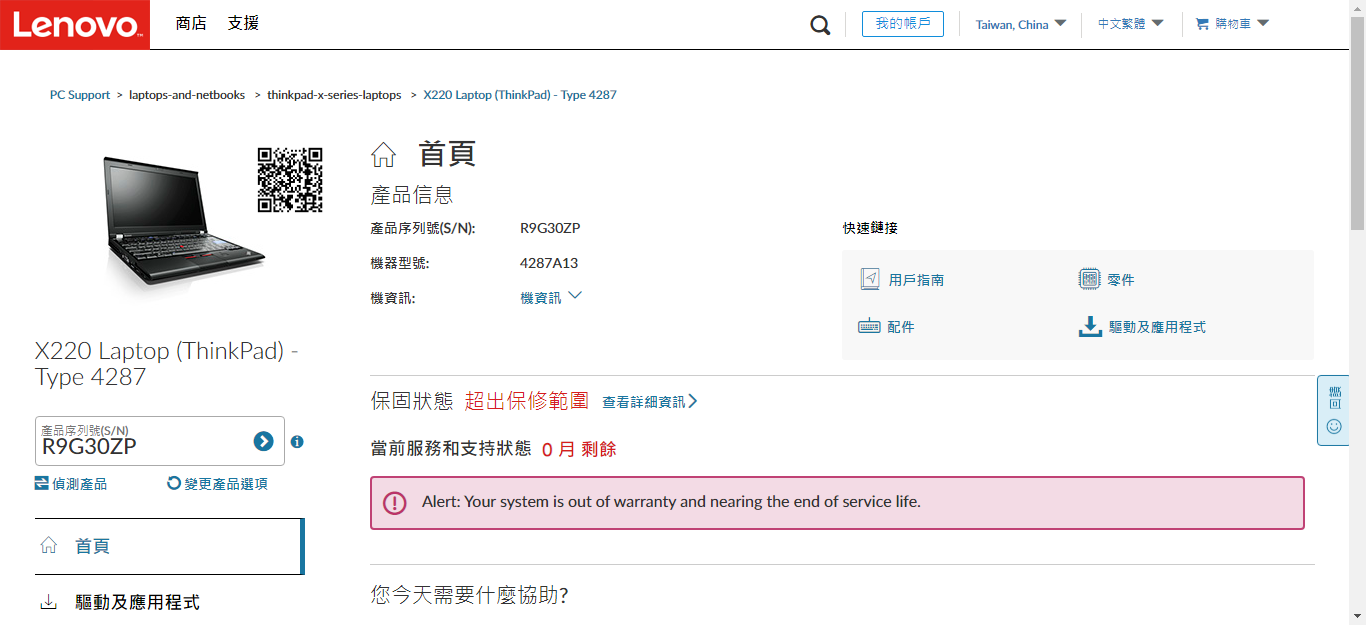 Lenovo
商店 支援
我的帳戶 Taiwan, China 中文繁體 購物車
PC Support > laptops-and-netbooks > thinkpad-x-series-laptops > X220 Laptop (ThinkPad) - Type 4287
首頁
產品信息
產品序列號(S/N): R9G30ZP
機器型號: 4287A13
機資訊: 機資訊
快速鏈接
用戶指南 零件
配件 驅動及應用程式
X220 Laptop (ThinkPad) -
Type 4287
產品序列號(S/N)
R9G30ZP
偵測產品 變更產品選項
首頁
驅動及應用程式
保固狀態 超出保修範圍 查看詳細資訊
當前服務和支持狀態 0 月 剩餘
Alert: Your system is out of warranty and nearing the end of service life.
您今天需要什麼協助?